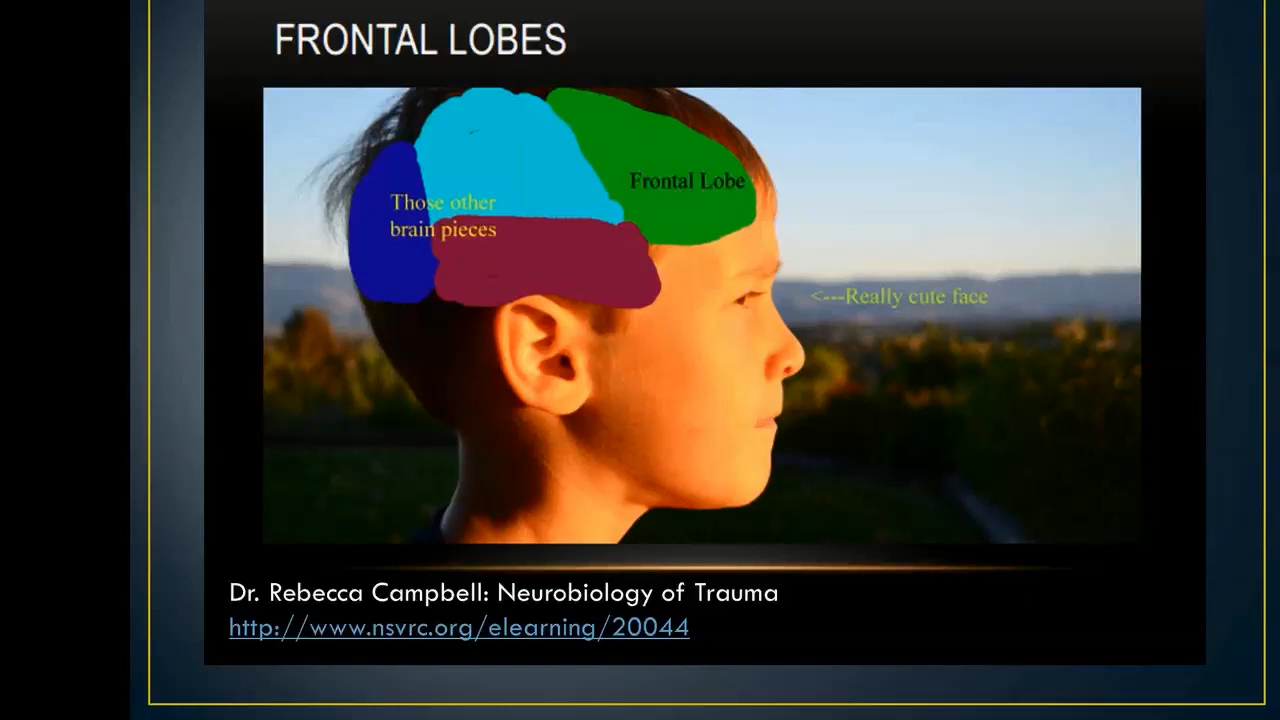 FRONTAL LOBES
Frontal Lobe
Those other
brain pieces
<---Really cute face
Dr. Rebecca Campbell: Neurobiology of Trauma
http://www.nsvrc.org/elearning/20044